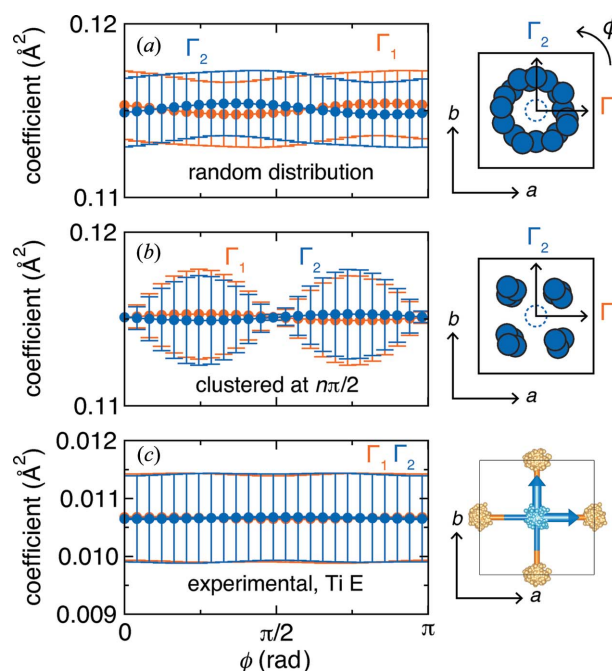 0.12
(a)
Γ2
Γ1
coefficient (Å2)
random distribution
0.11
Γ2
ϕ
Γ
b
a
0.12
(b)
Γ1
Γ2
coefficient (Å2)
clustered at nπ/2
0.11
Γ2
Γ
b
a
0.012
(c)
Γ1 Γ2
0.011
coefficient (Å2)
0.010
experimental, Ti E
0.009
0
π/2
π
ϕ (rad)
b
a